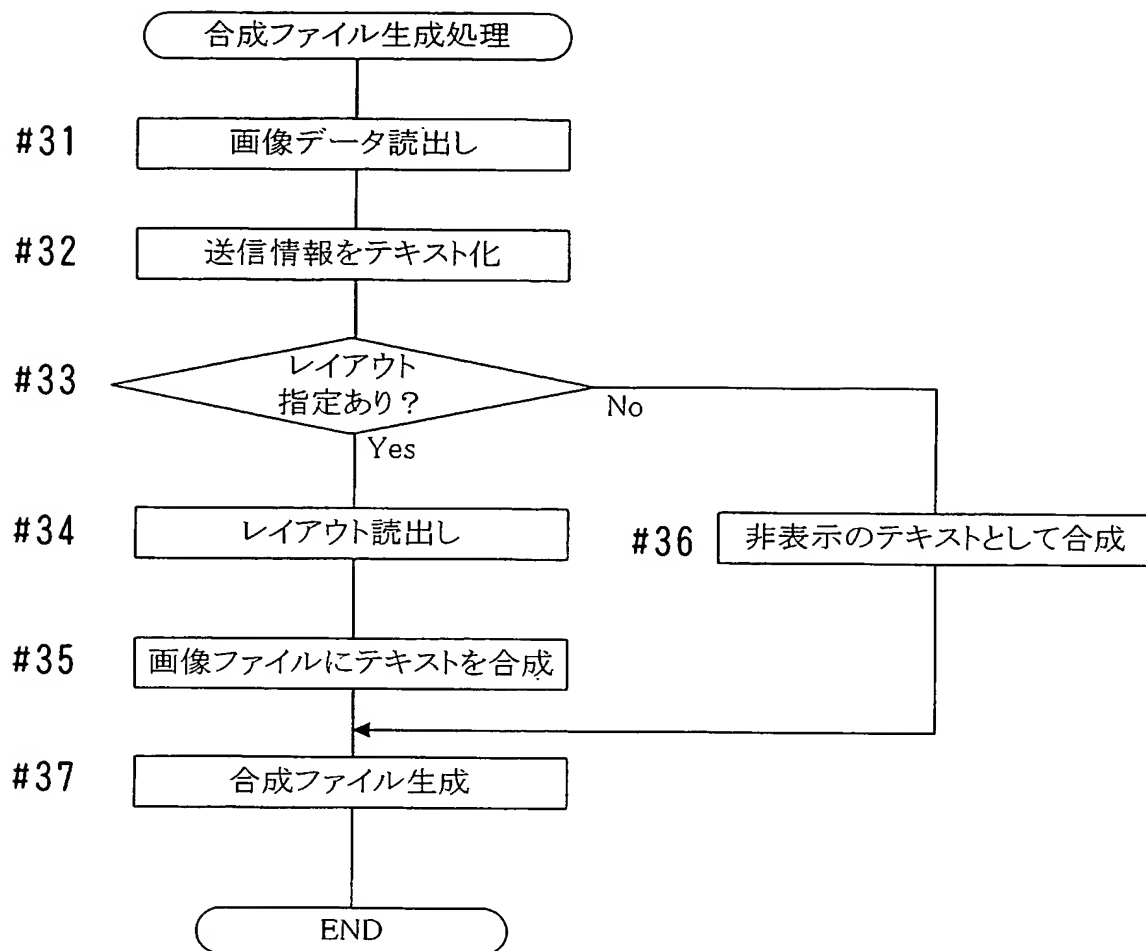 合成ファイル生成処理
#31
画像データ読出し
#32
送信情報をテキスト化
#33
レイアウト
指定あり?
No
Yes
#34
レイアウト読出し
#36
非表示のテキストとして合成
#35
画像ファイルにテキストを合成
#37
合成ファイル生成
END